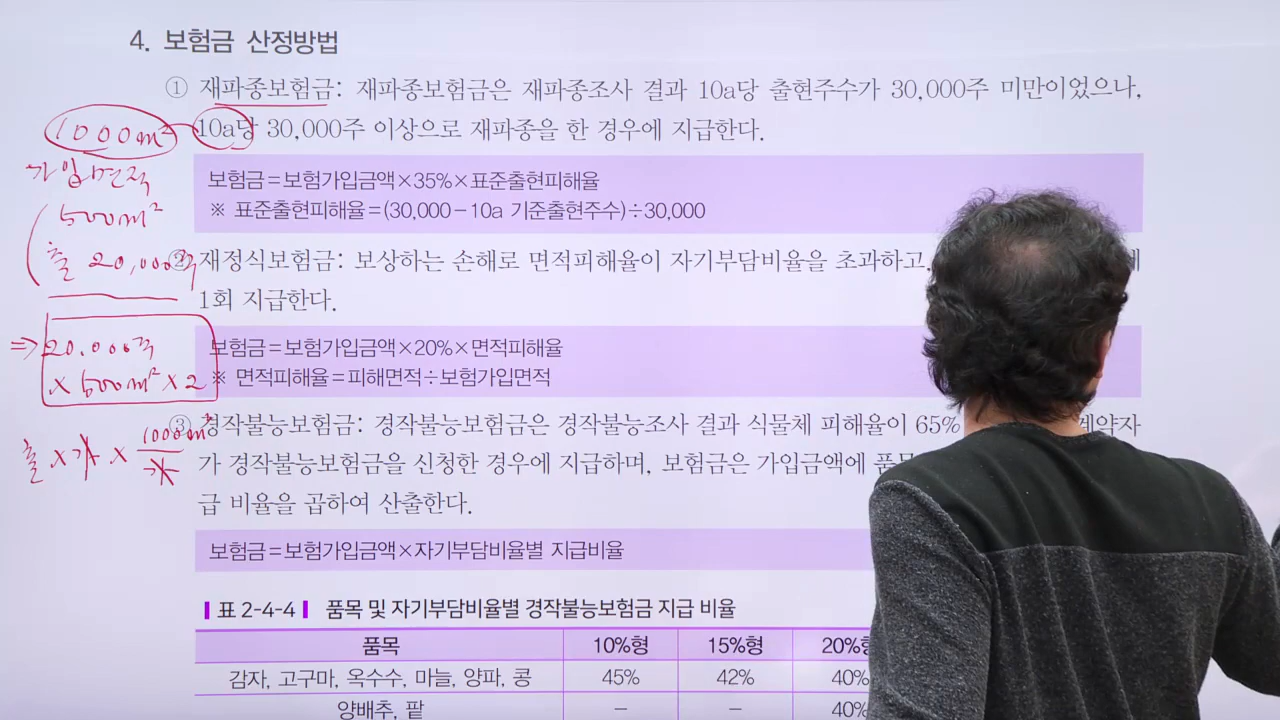 4. 보험금 산정방법
① 재파종보험금: 재파종보험금은 재파종조사 결과 10a당 출현주수가 30,000주 미만이었으나,
10a당 30,000주 이상으로 재파종을 한 경우에 지급한다.
보험금=보험가입금액×35%×표준출현피해율
※ 표준출현피해율=(30,000-10a 기준출현주수)÷30,000
② 재정식보험금: 보상하는 손해로 면적피해율이 자기부담비율을 초과하고,
1회 지급한다.
보험금=보험가입금액×20%×면적피해율
※ 면적피해율=피해면적÷보험가입면적
③ 경작불능보험금: 경작불능보험금은 경작불능조사 결과 식물체 피해율이 65% 계약자
가 경작불능보험금을 신청한 경우에 지급하며, 보험금은 가입금액에
급 비율을 곱하여 산출한다.
보험금=보험가입금액×자기부담비율별 지급비율
표 2-4-4 품목 및 자기부담비율별 경작불능보험금 지급 비율
품목 10%형 15%형 20%형
감자, 고구마, 옥수수, 마늘, 양파, 콩 45% 42% 40%
양배추, 팥 - - 40%
1000m²
가입면적
500m²
출 20,000주
⇒ 20,000주
× 500m² × 2
출 × 가 × 1000m²
가